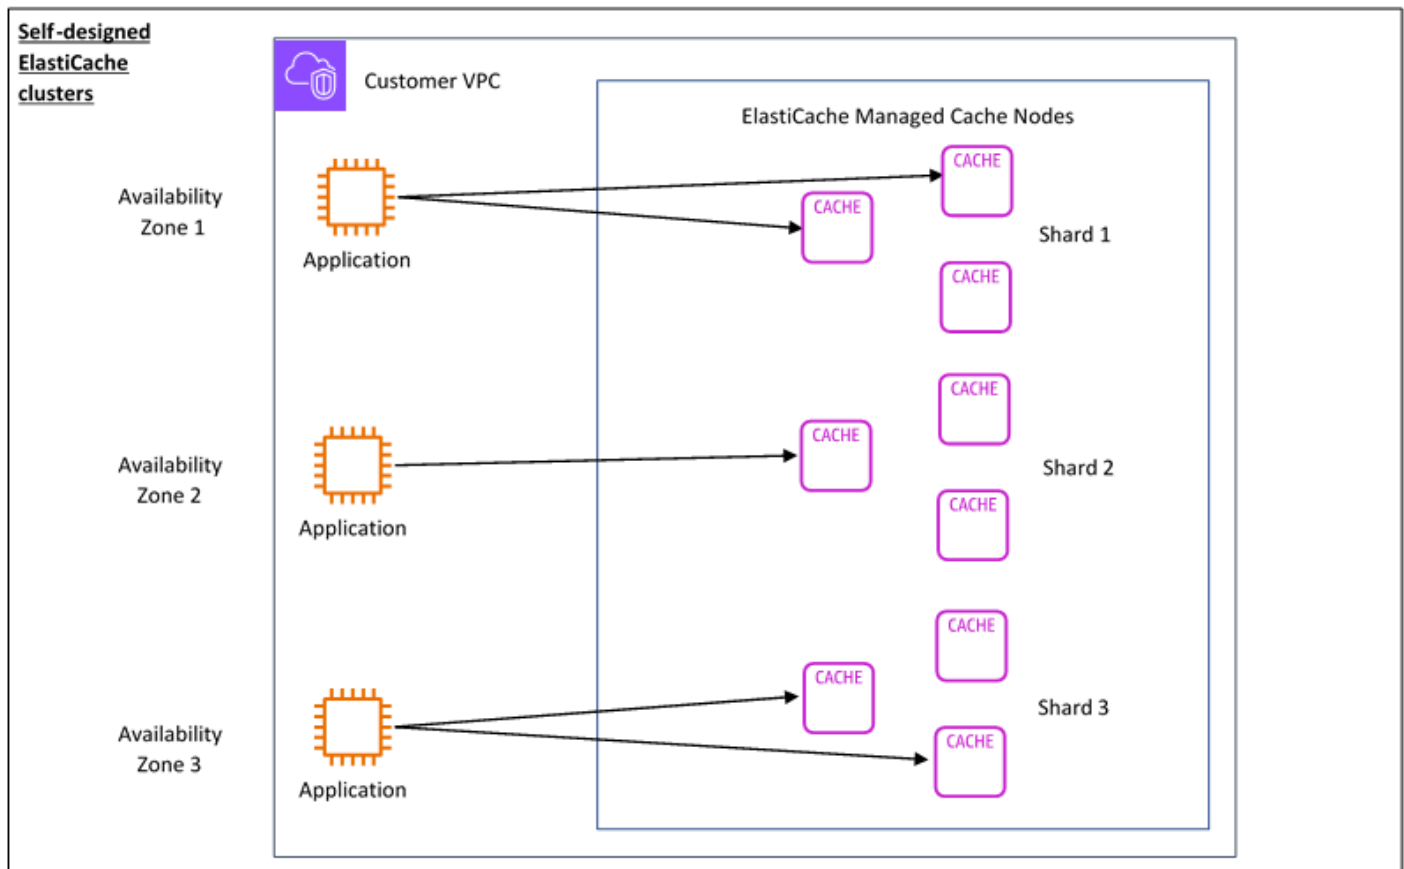 Self-designed
ElastiCache
clusters
Customer VPC
ElastiCache Managed Cache Nodes
Availability
Zone 1
Application
CACHE
CACHE
Shard 1
CACHE
Availability
Zone 2
Application
CACHE
CACHE
Shard 2
CACHE
Availability
Zone 3
Application
CACHE
CACHE
Shard 3
CACHE